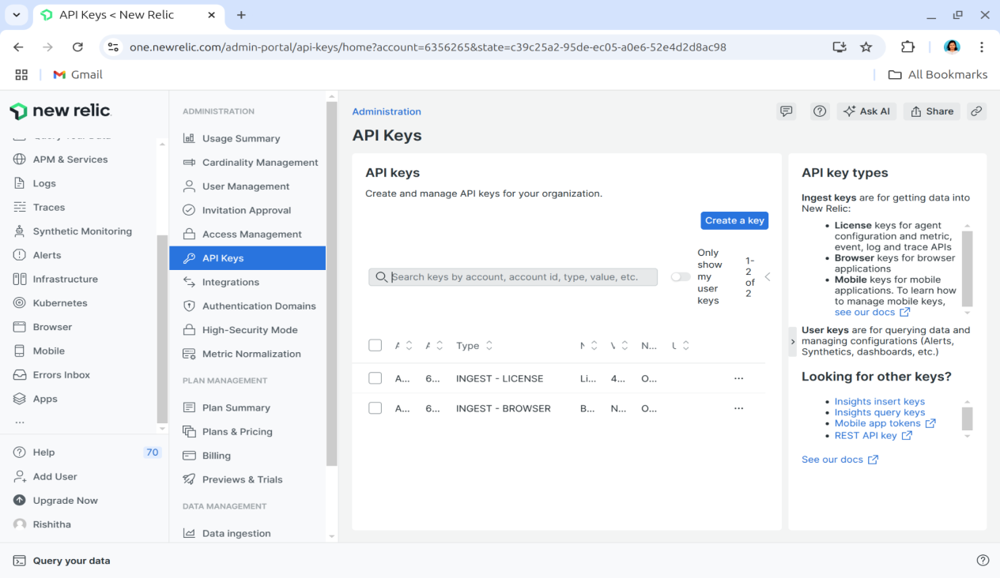 API Keys < New Relic
one.newrelic.com/admin-portal/api-keys/home?account=6356265&state=c39c25a2-95de-ec05-a0e6-52e4d2d8ac98
Gmail
All Bookmarks
new relic
APM & Services
Logs
Traces
Synthetic Monitoring
Alerts
Infrastructure
Kubernetes
Browser
Mobile
Errors Inbox
Apps
...
Help
70
Add User
Upgrade Now
Rishitha
ADMINISTRATION
Usage Summary
Cardinality Management
User Management
Invitation Approval
Access Management
API Keys
Integrations
Authentication Domains
High-Security Mode
Metric Normalization
PLAN MANAGEMENT
Plan Summary
Plans & Pricing
Billing
Previews & Trials
DATA MANAGEMENT
Data ingestion
Administration
Ask AI
Share
API Keys
API keys
Create and manage API keys for your organization.
Create a key
Search keys by account, account id, type, value, etc.
Only
show
my
user
keys
1-
2
of
2
Type N...
A... 6... INGEST - LICENSE Li... 4... O... ...
A... 6... INGEST - BROWSER B... N... O... ...
API key types
Ingest keys are for getting data into
New Relic:
• License keys for agent
configuration and metric,
event, log and trace APIs
• Browser keys for browser
applications
• Mobile keys for mobile
applications. To learn how
to manage mobile keys,
see our docs
User keys are for querying data and
managing configurations (Alerts,
Synthetics, dashboards, etc.)
Looking for other keys?
• Insights insert keys
• Insights query keys
• Mobile app tokens
• REST API key
See our docs
Query your data